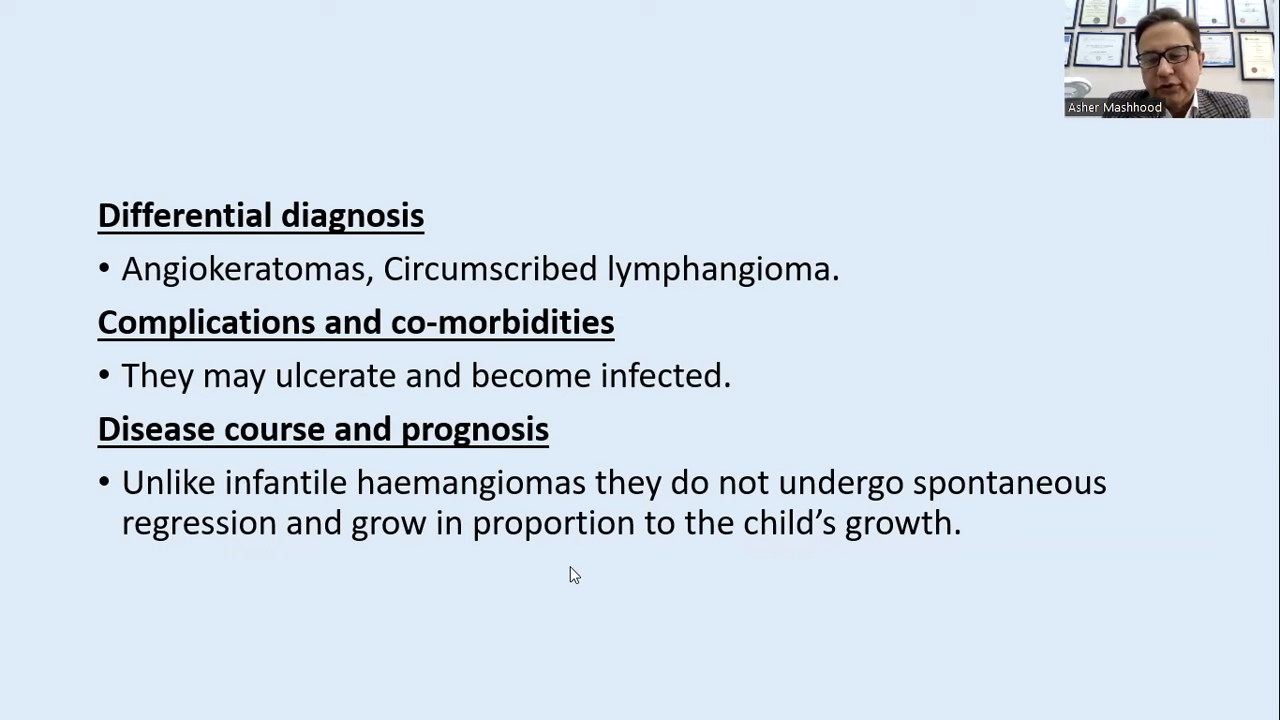 Asher Mashhood
Differential diagnosis
• Angiokeratomas, Circumscribed lymphangioma.
Complications and co-morbidities
• They may ulcerate and become infected.
Disease course and prognosis
• Unlike infantile haemangiomas they do not undergo spontaneous
regression and grow in proportion to the child’s growth.